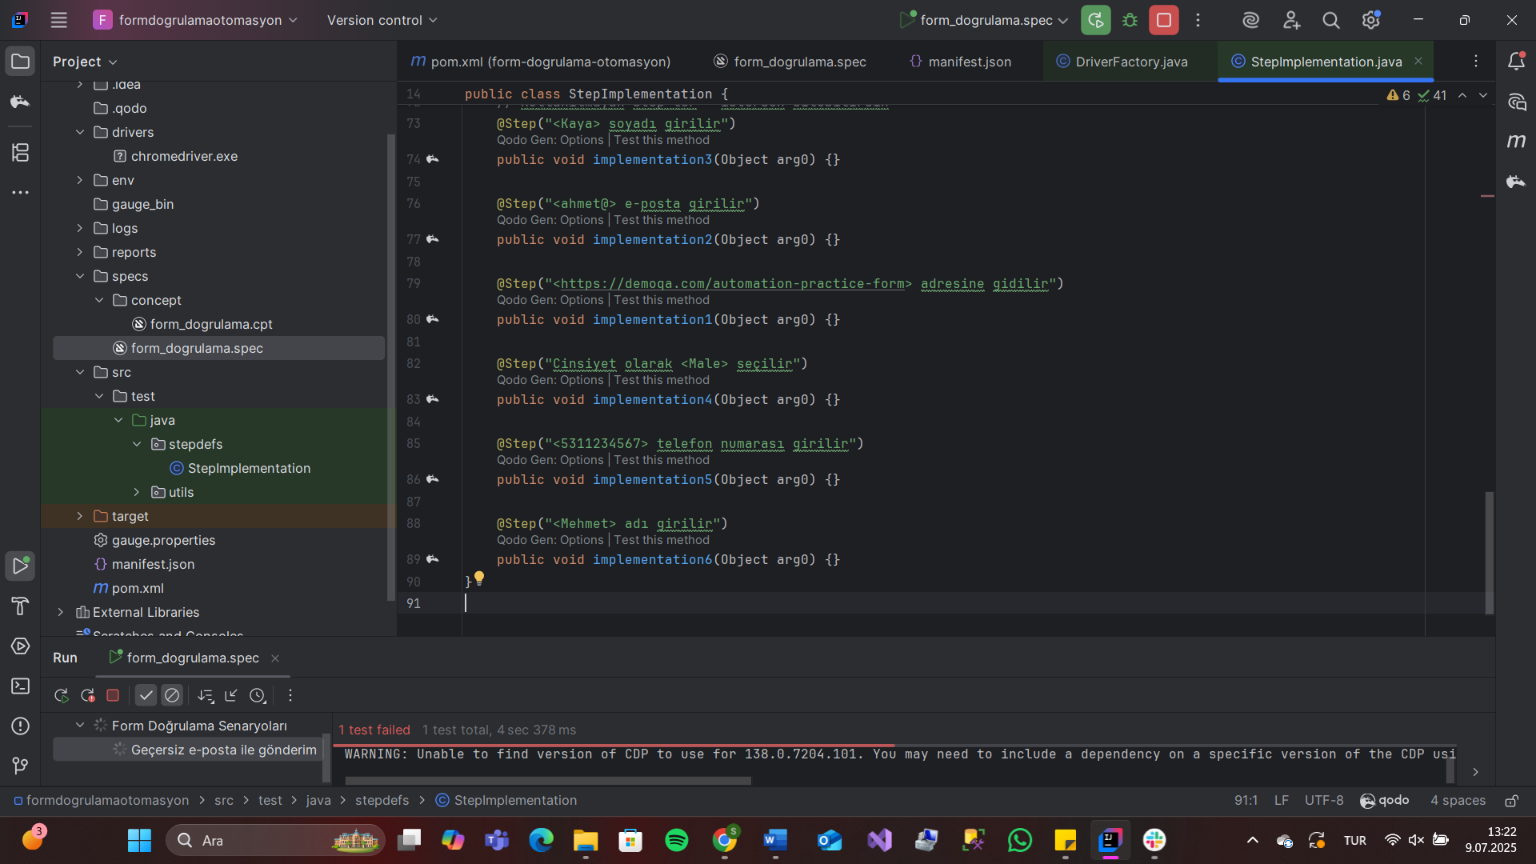 F formdogrulamaotomasyon Version control form_dogrulama.spec
Project
pom.xml (form-dogrulama-otomasyon) form_dogrulama.spec manifest.json DriverFactory.java StepImplementation.java
.idea
.qodo
drivers
chromedriver.exe
env
gauge_bin
logs
reports
specs
concept
form_dogrulama.cpt
form_dogrulama.spec
src
test
java
stepdefs
StepImplementation
utils
target
gauge.properties
manifest.json
pom.xml
External Libraries
Scratches and Consoles
14 public class StepImplementation {
6 41
73 @Step("<Kaya> soyadı girilir")
Qodo Gen: Options | Test this method
74 public void implementation3(Object arg0) {}
75
76 @Step("<ahmet@> e-posta girilir")
Qodo Gen: Options | Test this method
77 public void implementation2(Object arg0) {}
78
79 @Step("<https://demoqa.com/automation-practice-form> adresine gidilir")
Qodo Gen: Options | Test this method
80 public void implementation1(Object arg0) {}
81
82 @Step("Cinsiyet olarak <Male> seçilir")
Qodo Gen: Options | Test this method
83 public void implementation4(Object arg0) {}
84
85 @Step("<5311234567> telefon numarası girilir")
Qodo Gen: Options | Test this method
86 public void implementation5(Object arg0) {}
87
88 @Step("<Mehmet> adı girilir")
Qodo Gen: Options | Test this method
89 public void implementation6(Object arg0) {}
90 }
91
Run form_dogrulama.spec
Form Doğrulama Senaryoları
Geçersiz e-posta ile gönderim
1 test failed 1 test total, 4 sec 378 ms
WARNING: Unable to find version of CDP to use for 138.0.7204.101. You may need to include a dependency on a specific version of the CDP usi
formdogrulamaotomasyon > src > test > java > stepdefs > StepImplementation
91:1 LF UTF-8 qodo 4 spaces
3
Ara
S
TUR
13:22
9.07.2025